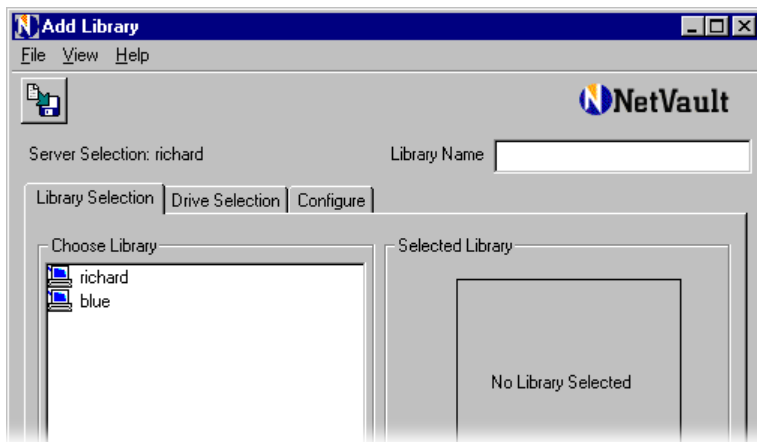 Add Library
File View Help
NetVault
Server Selection: richard
Library Name
Library Selection Drive Selection Configure
Choose Library
Selected Library
richard
blue
No Library Selected